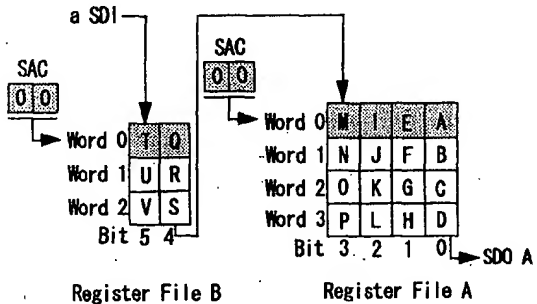 a SDI
SAC
0 0
SAC
0 0
Word 0 T Q
Word 1 U R
Word 2 V S
Bit 5 4
Word 0 M I E A
Word 1 N J F B
Word 2 O K G C
Word 3 P L H D
Bit 3 2 1 0
SDO A
Register File B
Register File A